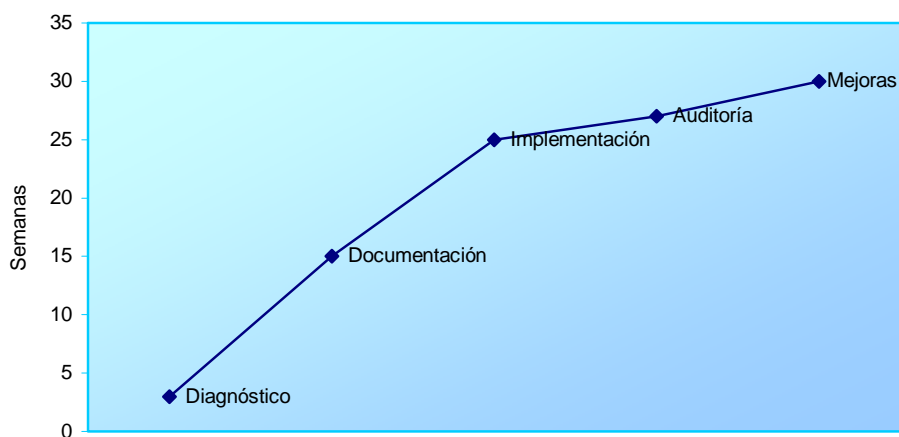 35
30
25
20
15
10
5
0
Semanas
Mejoras
Auditoría
Implementación
Documentación
Diagnóstico